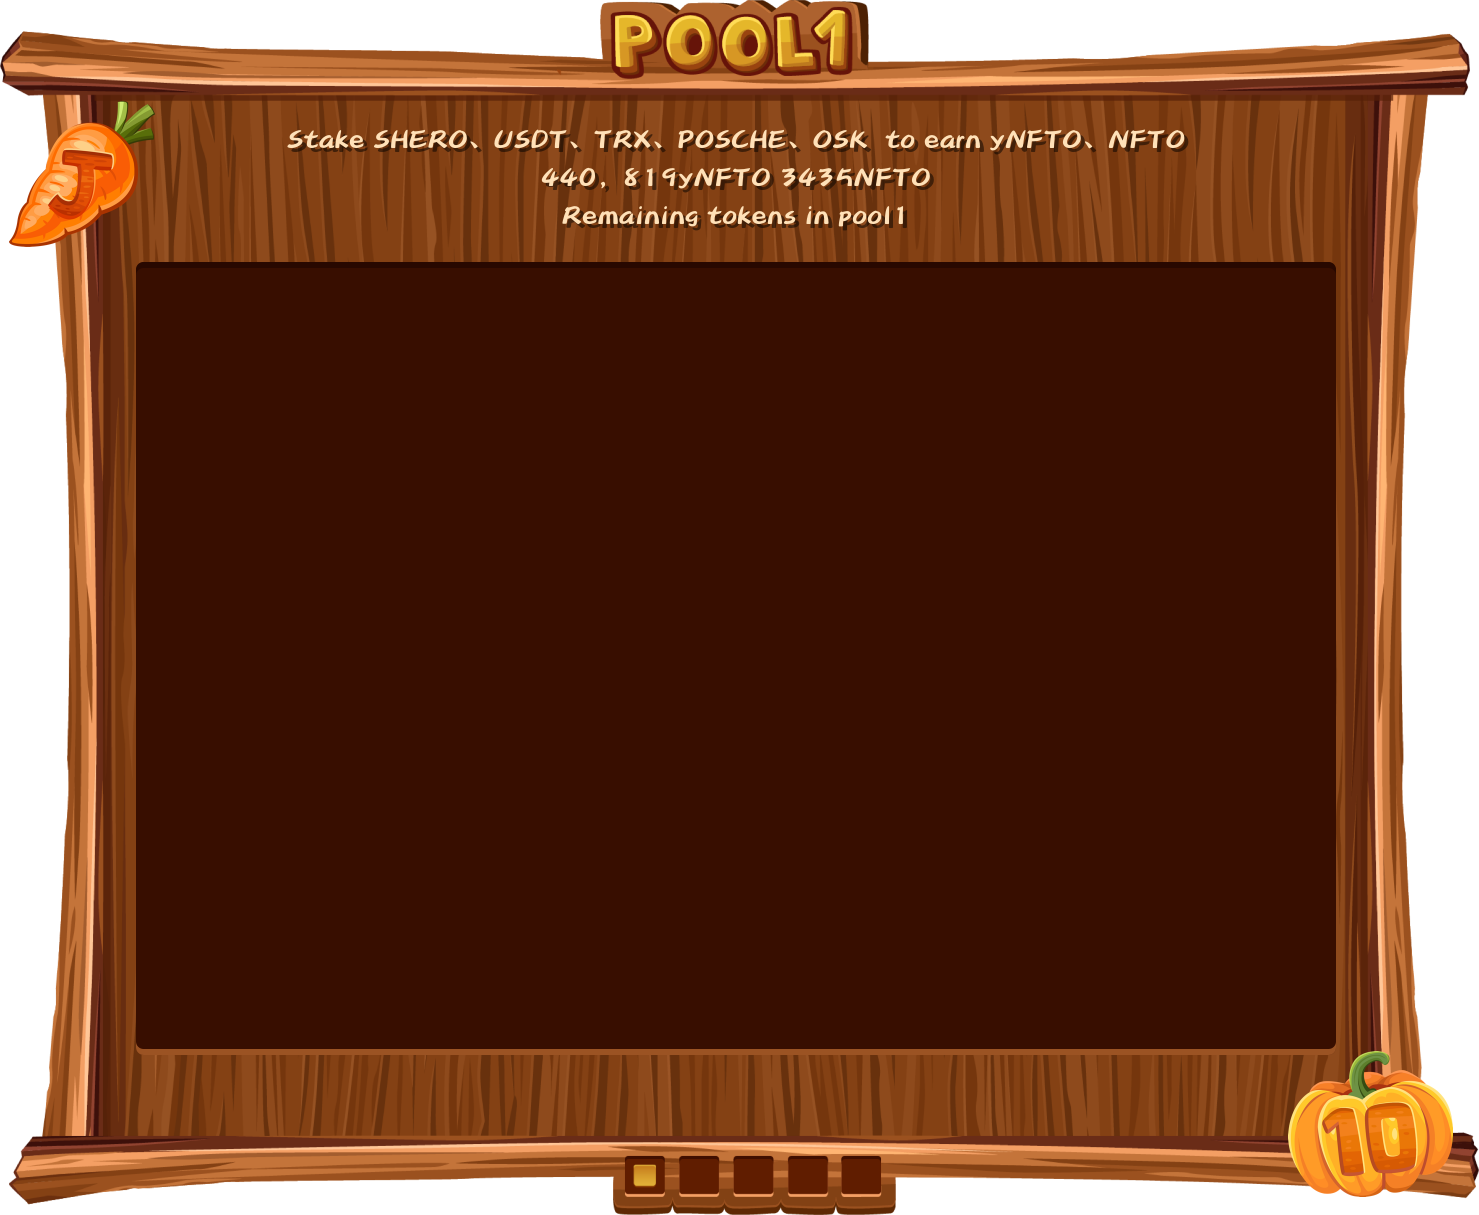 POOL1
J
Stake SHERO、USDT、TRX、POSCHE、OSK to earn yNFTO、NFTO
440，819yNFTO 3435NFTO
Remaining tokens in pool1
10